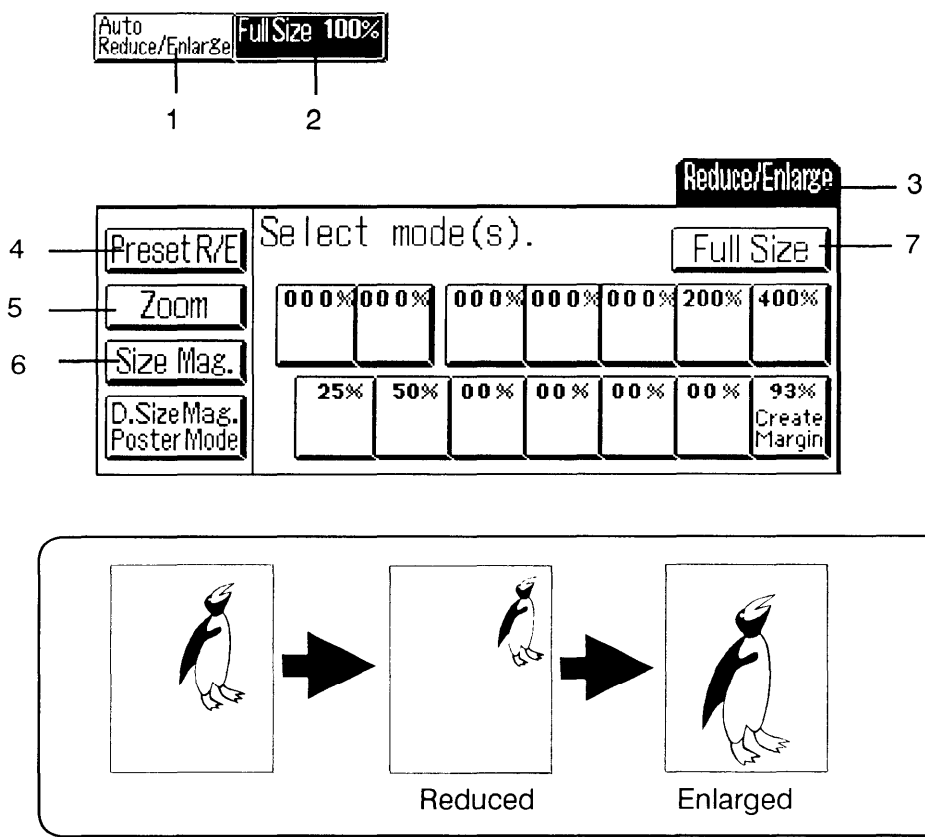 Auto
Reduce/Enlarge
Full Size 100%
1
2
Reduce/Enlarge
3
4
Preset R/E
Select mode(s).
Full Size
7
5
Zoom
000% 000% 000% 000% 000% 200% 400%
6
Size Mag.
25% 50% 00% 00% 00% 00% 93%
Create
Margin
D.Size Mag.
Poster Mode
Reduced
Enlarged